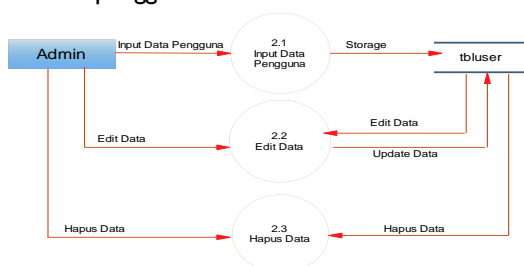 Admin
Input Data Pengguna
2.1
Input Data
Pengguna
Storage
tbluser
Edit Data
2.2
Edit Data
Edit Data
Update Data
Hapus Data
2.3
Hapus Data
Hapus Data